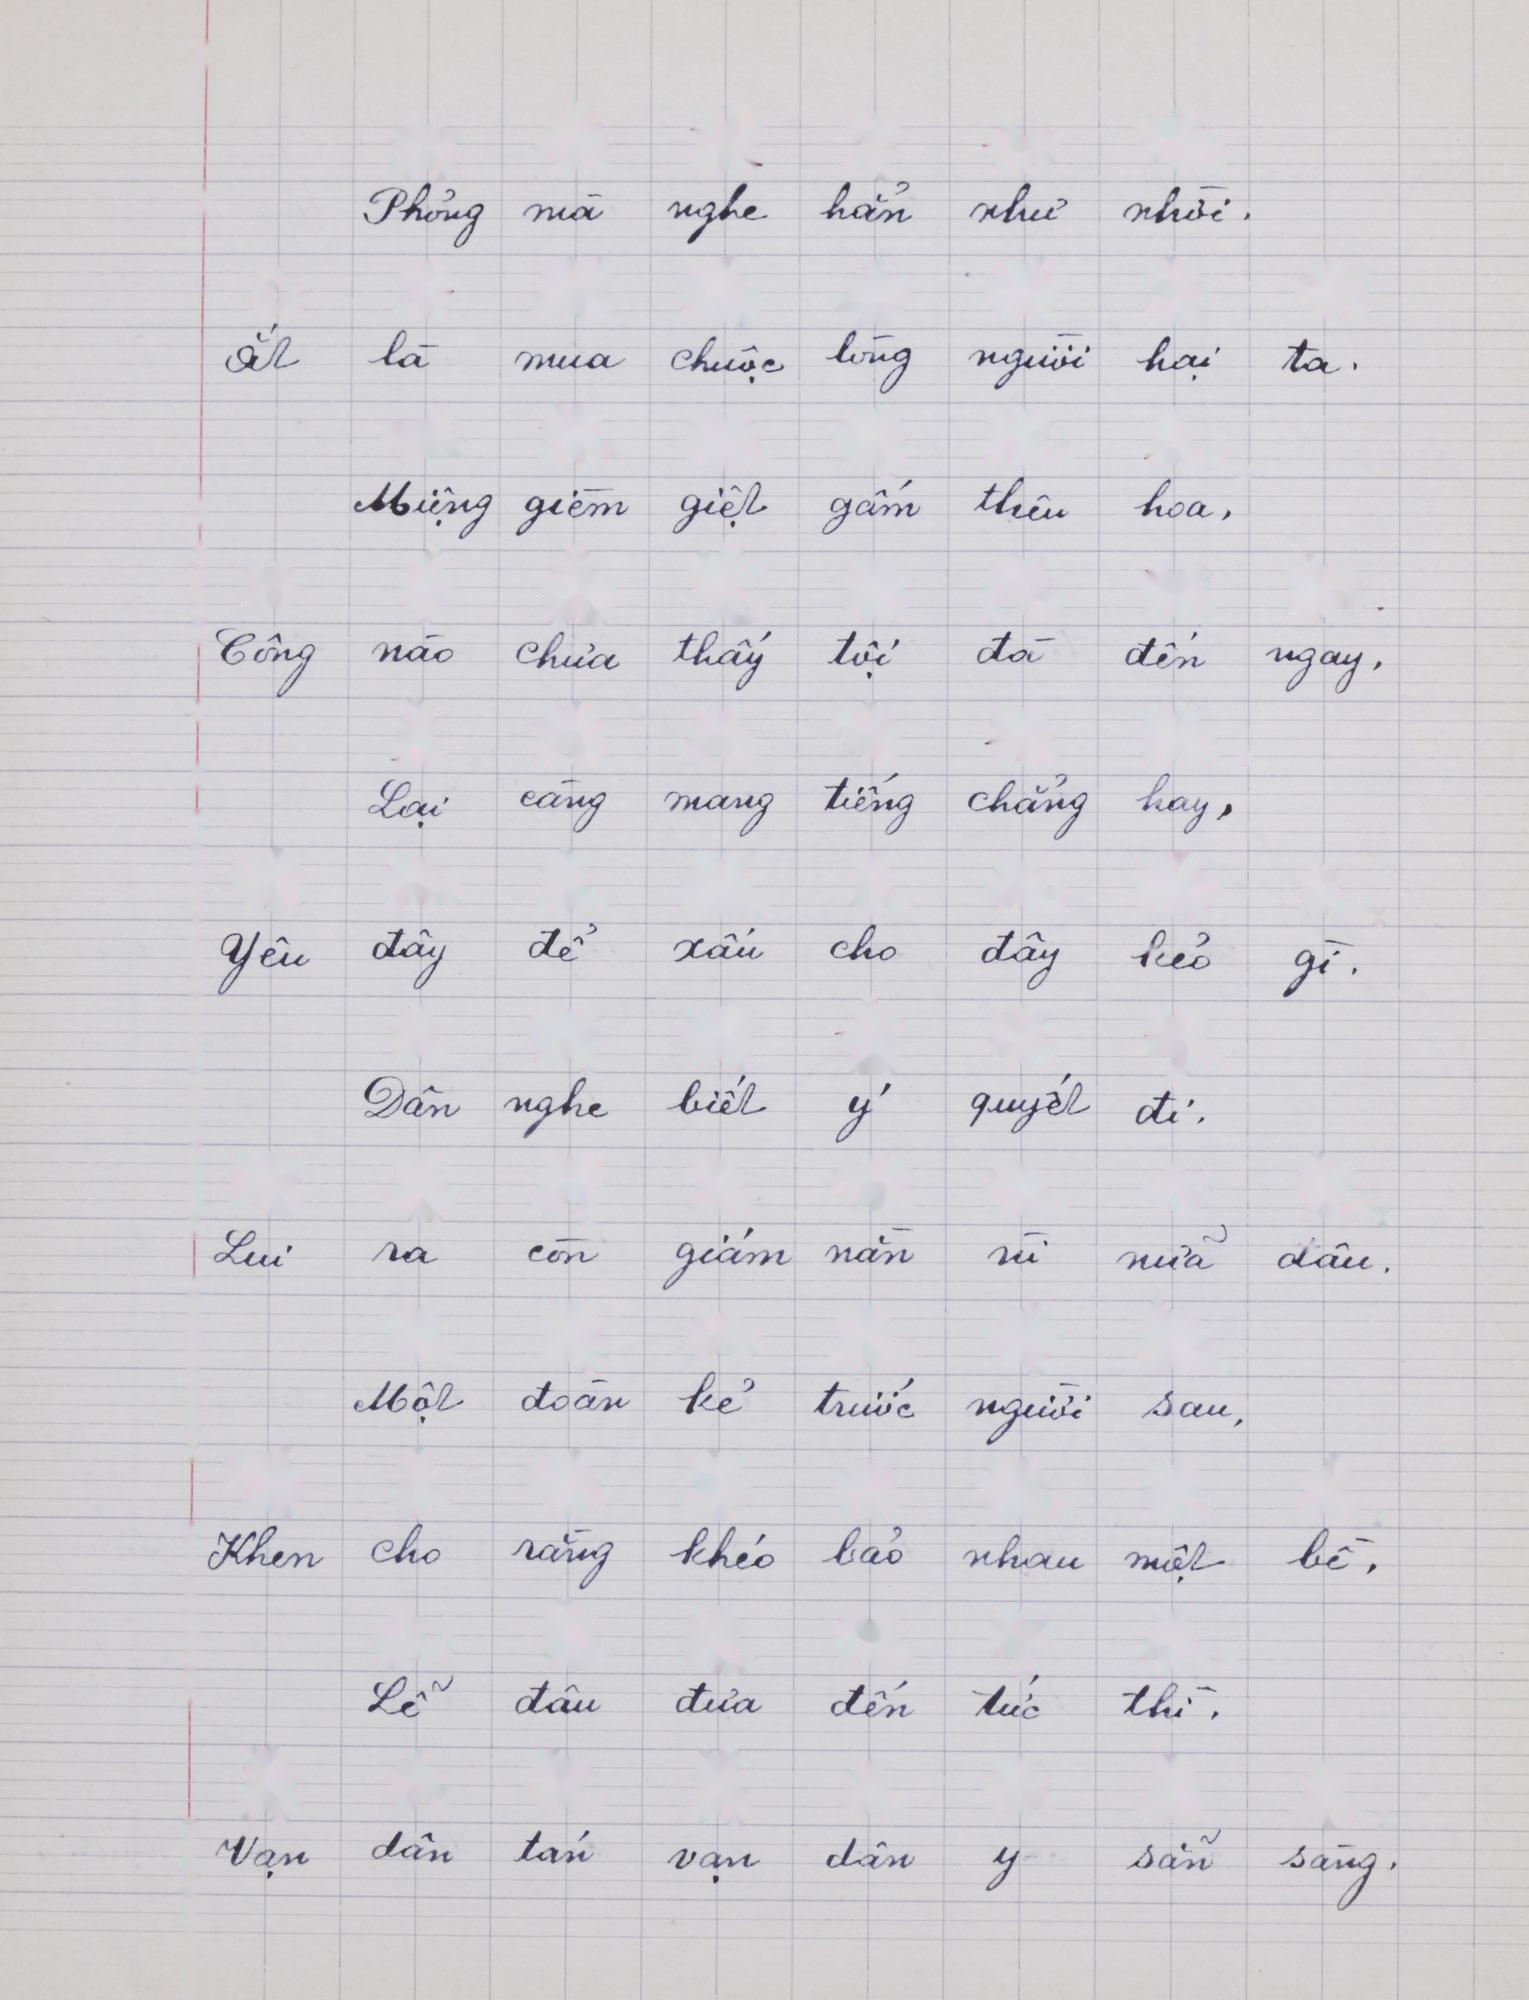 Phỏng mà nghe hẳn như nhời.
Ắt là mua chuộc lòng người hại ta.
Miệng gièm giệt gấm thêu hoa,
Công nào chưa thấy tội đà đến ngay,
Lại càng mang tiếng chẳng hay,
Yêu đây để xấu cho đây kẻo gì.
Dân nghe biết ý quyết đi.
Lui ra còn giám nằn nì nữa dâu.
Một đoàn kẻ trước người sau,
Khen cho rằng khéo bảo nhau một bề,
Lễ đâu đưa đến tức thì,
Vạn dân tán vạn dân y sẵn sàng.